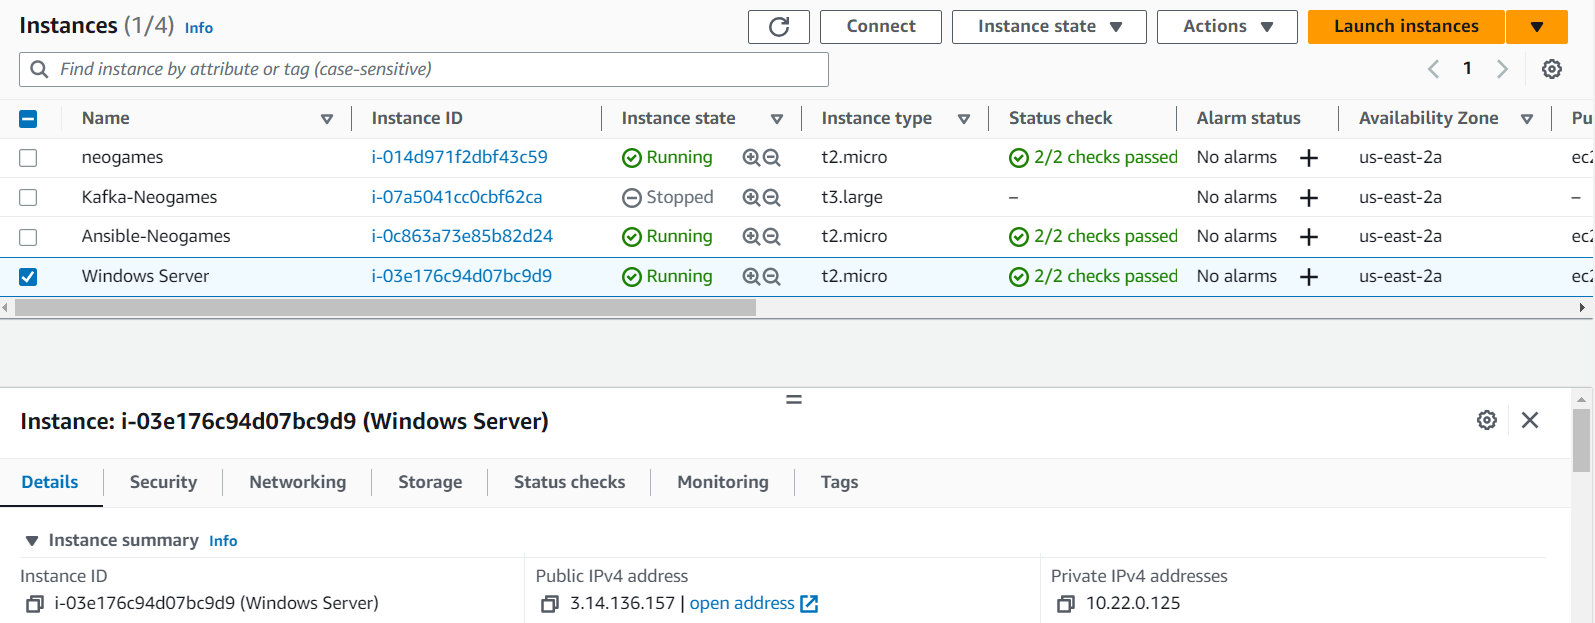 Instances (1/4) Info
Connect
Instance state
Actions
Launch instances
Find instance by attribute or tag (case-sensitive)
1
Name Instance ID Instance state Instance type Status check Alarm status Availability Zone Pu
neogames i-014d971f2dbf43c59 Running t2.micro 2/2 checks passed No alarms + us-east-2a ec2
Kafka-Neogames i-07a5041cc0cbf62ca Stopped t3.large – No alarms + us-east-2a –
Ansible-Neogames i-0c863a73e85b82d24 Running t2.micro 2/2 checks passed No alarms + us-east-2a ec2
Windows Server i-03e176c94d07bc9d9 Running t2.micro 2/2 checks passed No alarms + us-east-2a ec2
Instance: i-03e176c94d07bc9d9 (Windows Server)
Details Security Networking Storage Status checks Monitoring Tags
Instance summary Info
Instance ID Public IPv4 address Private IPv4 addresses
i-03e176c94d07bc9d9 (Windows Server) 3.14.136.157 | open address 10.22.0.125